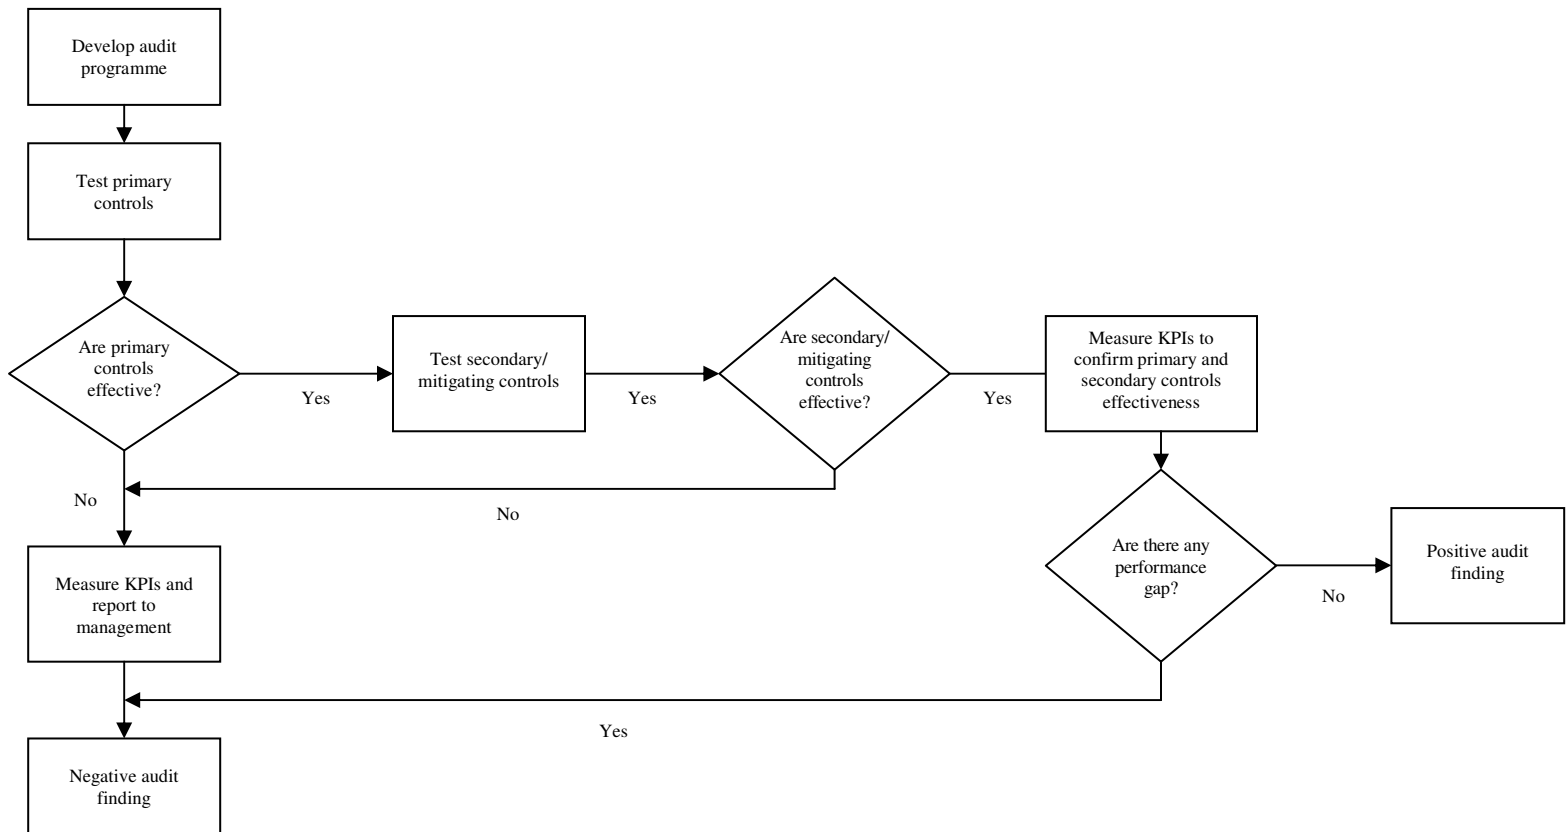 Develop audit
programme
Test primary
controls
Are primary
controls
effective?
Yes
Test secondary/
mitigating controls
Yes
Are secondary/
mitigating
controls
effective?
Yes
Measure KPIs to
confirm primary and
secondary controls
effectiveness
No
No
Are there any
performance
gap?
No
Positive audit
finding
Measure KPIs and
report to
management
Yes
Negative audit
finding